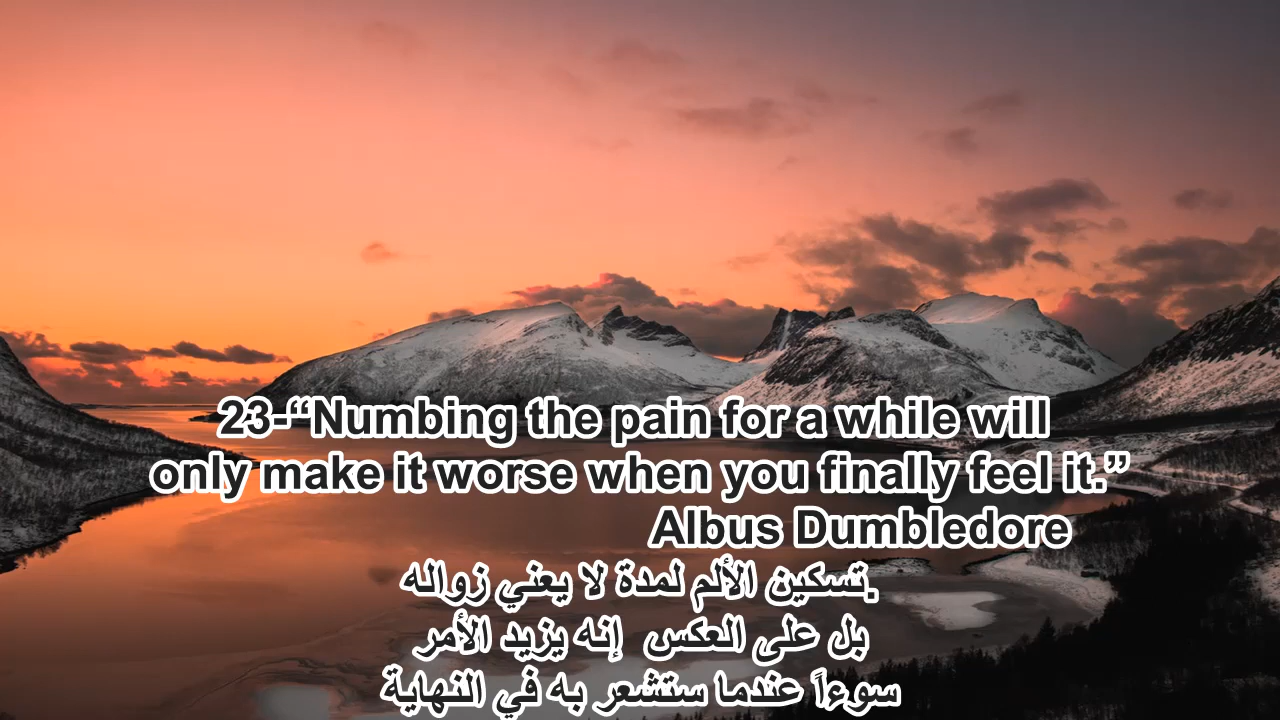 23-“Numbing the pain for a while will
only make it worse when you finally feel it.”
Albus Dumbledore
تسكين الألم لمدة لا يعني زواله.
بل على العكس  إنه يزيد الأمر
سوءاً عندما ستشعر به في النهاية